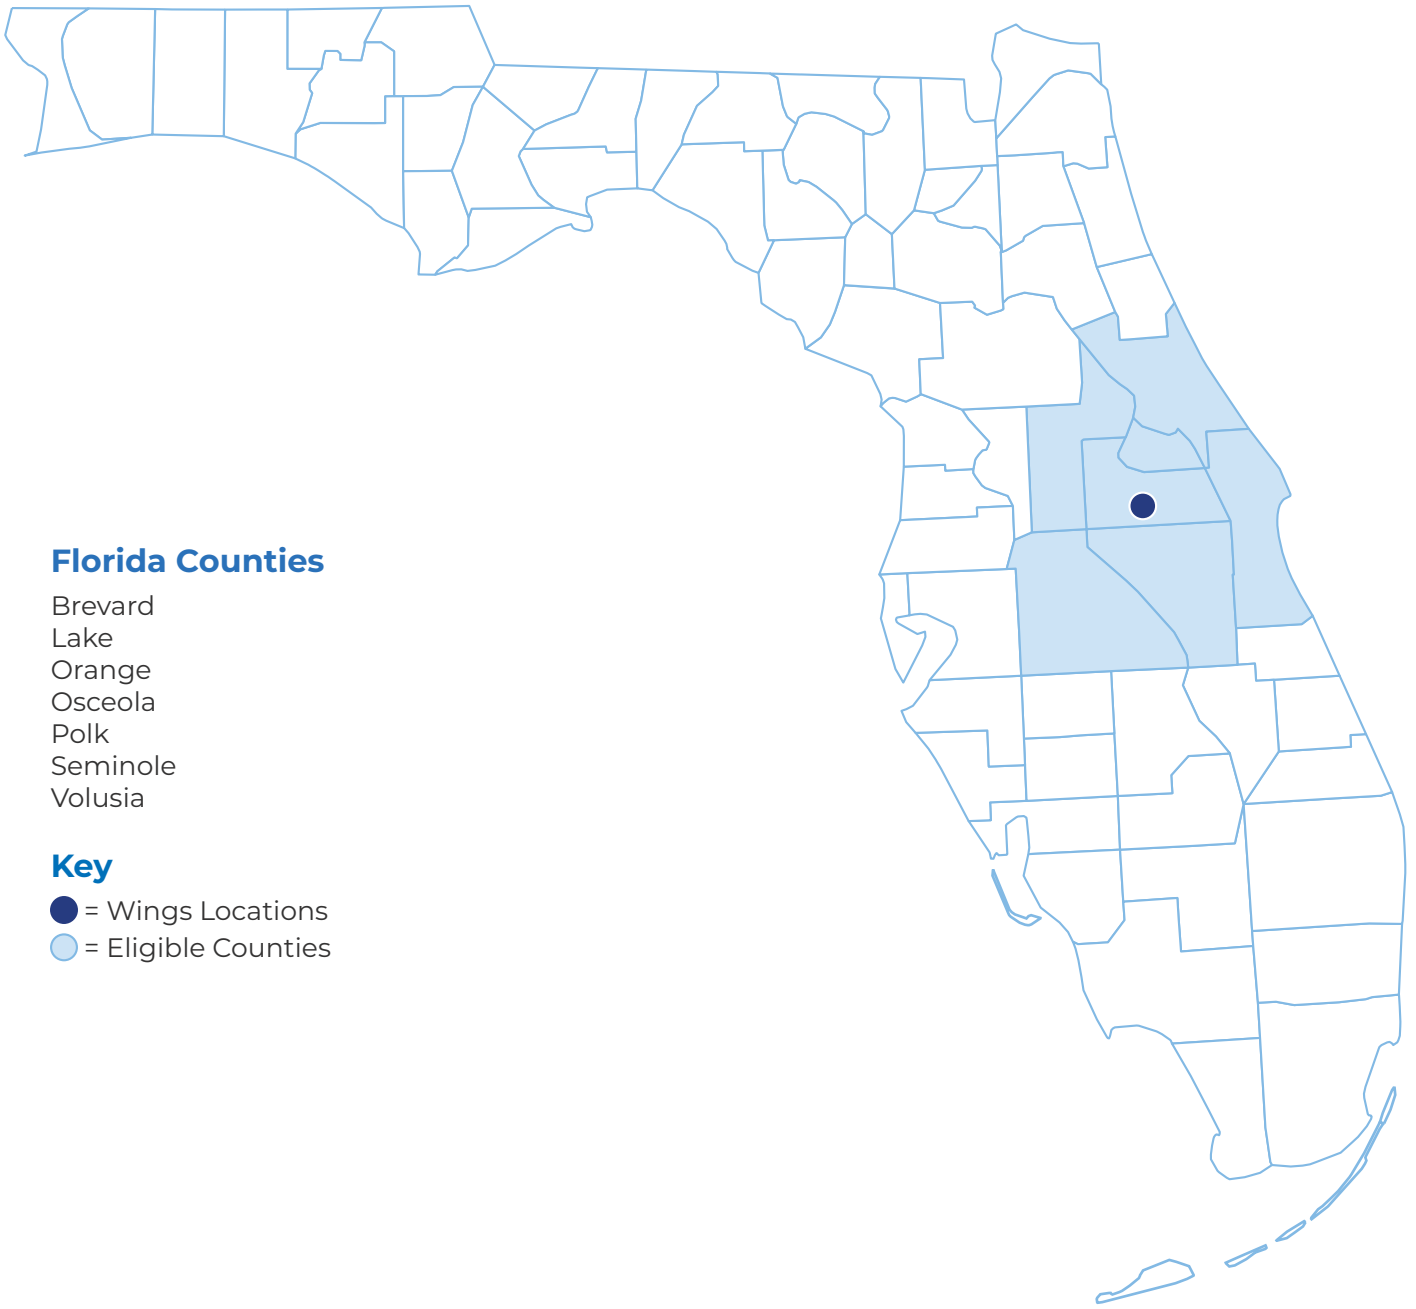 Florida Counties
Brevard
Lake
Orange
Osceola
Polk
Seminole
Volusia
Key
= Wings Locations
= Eligible Counties